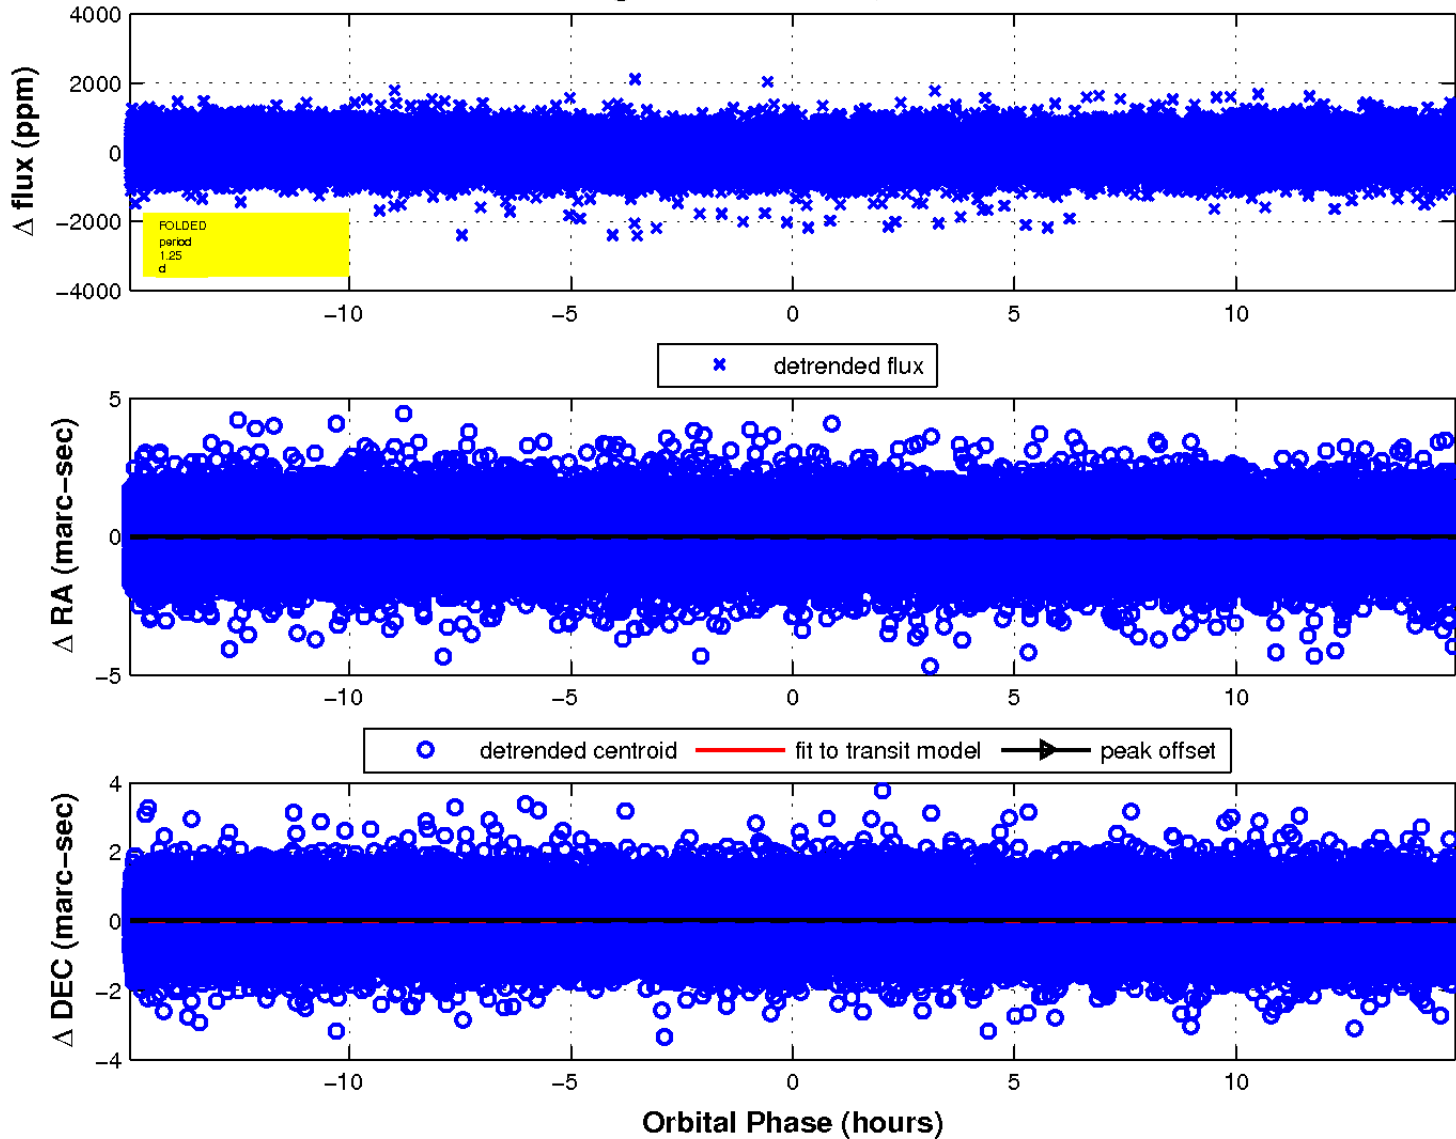 4000
2000
0
−2000
−4000
Δ flux (ppm)
FOLDED
period
1.25
d
−10 −5 0 5 10
detrended flux
5
0
−5
Δ RA (marc−sec)
−10 −5 0 5 10
detrended centroid fit to transit model peak offset
4
2
0
−2
−4
Δ DEC (marc−sec)
−10 −5 0 5 10
Orbital Phase (hours)